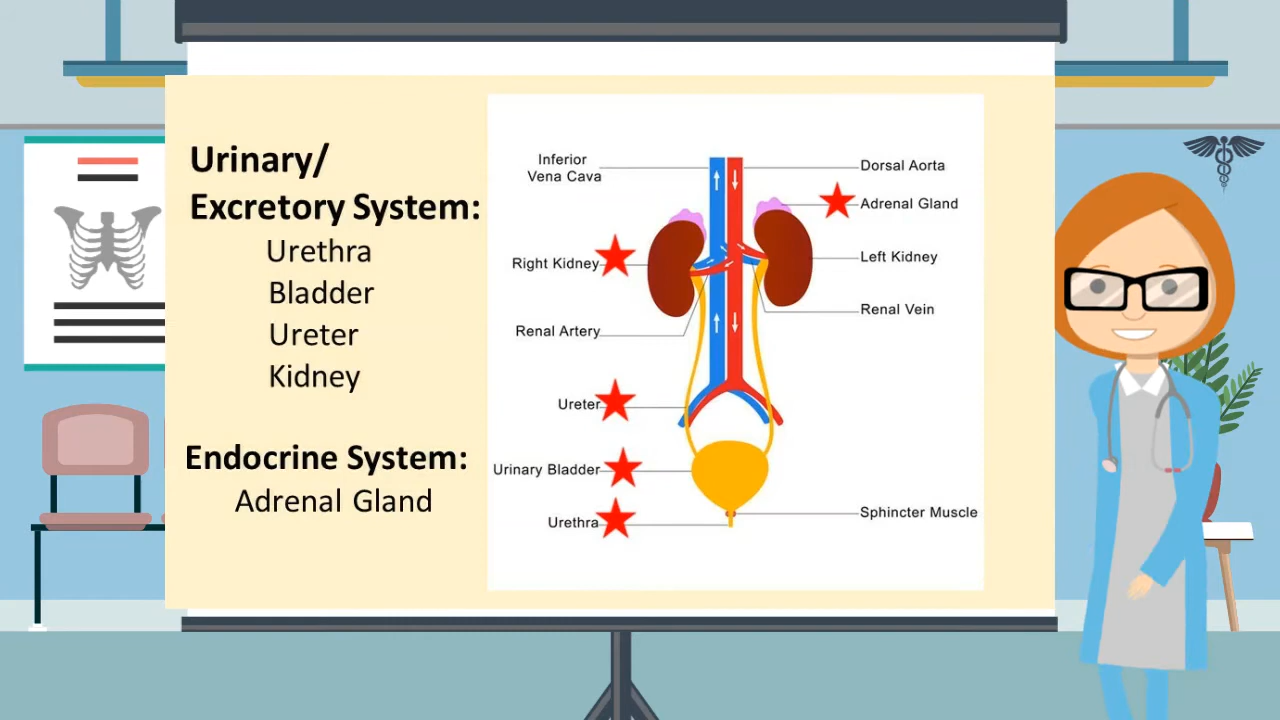 Urinary/
Excretory System:
Urethra
Bladder
Ureter
Kidney
Endocrine System:
Adrenal Gland
Inferior
Vena Cava
Right Kidney
Renal Artery
Ureter
Urinary Bladder
Urethra
Dorsal Aorta
Adrenal Gland
Left Kidney
Renal Vein
Sphincter Muscle